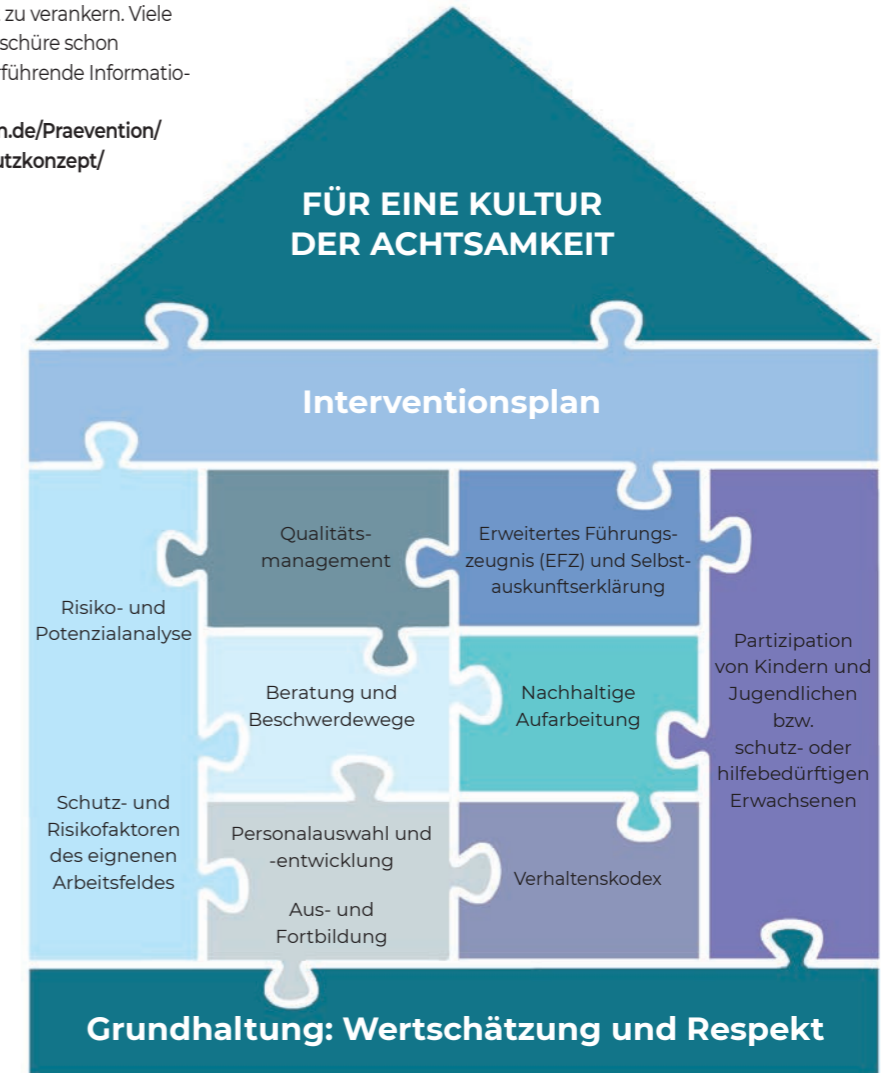 zu verankern. Viele
schüre schon
führende Informatio-
n.de/Praevention/
utzkonzept/
FÜR EINE KULTUR
DER ACHTSAMKEIT
Interventionsplan
Qualitäts-
management
Erweitertes Führungs-
zeugnis (EFZ) und Selbst-
auskunftserklärung
Risiko- und
Potenzialanalyse
Schutz- und
Risikofaktoren
des eignenen
Arbeitsfeldes
Beratung und
Beschwerdewege
Nachhaltige
Aufarbeitung
Partizipation
von Kindern und
Jugendlichen
bzw.
schutz- oder
hilfebedürftigen
Erwachsenen
Personalauswahl und
-entwicklung
Aus- und
Fortbildung
Verhaltenskodex
Grundhaltung: Wertschätzung und Respekt